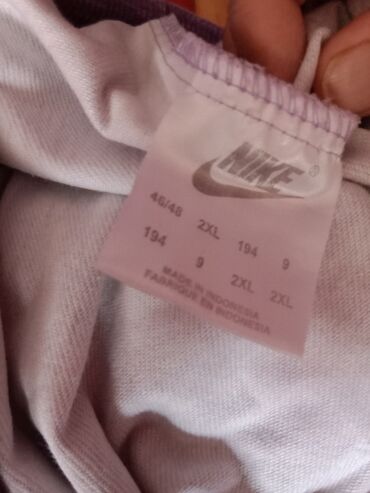 NIKE®
46/48 2XL 194 9
194 9 2XL 2XL
MADE IN INDONESIA
FABRIQUE EN INDONESIA